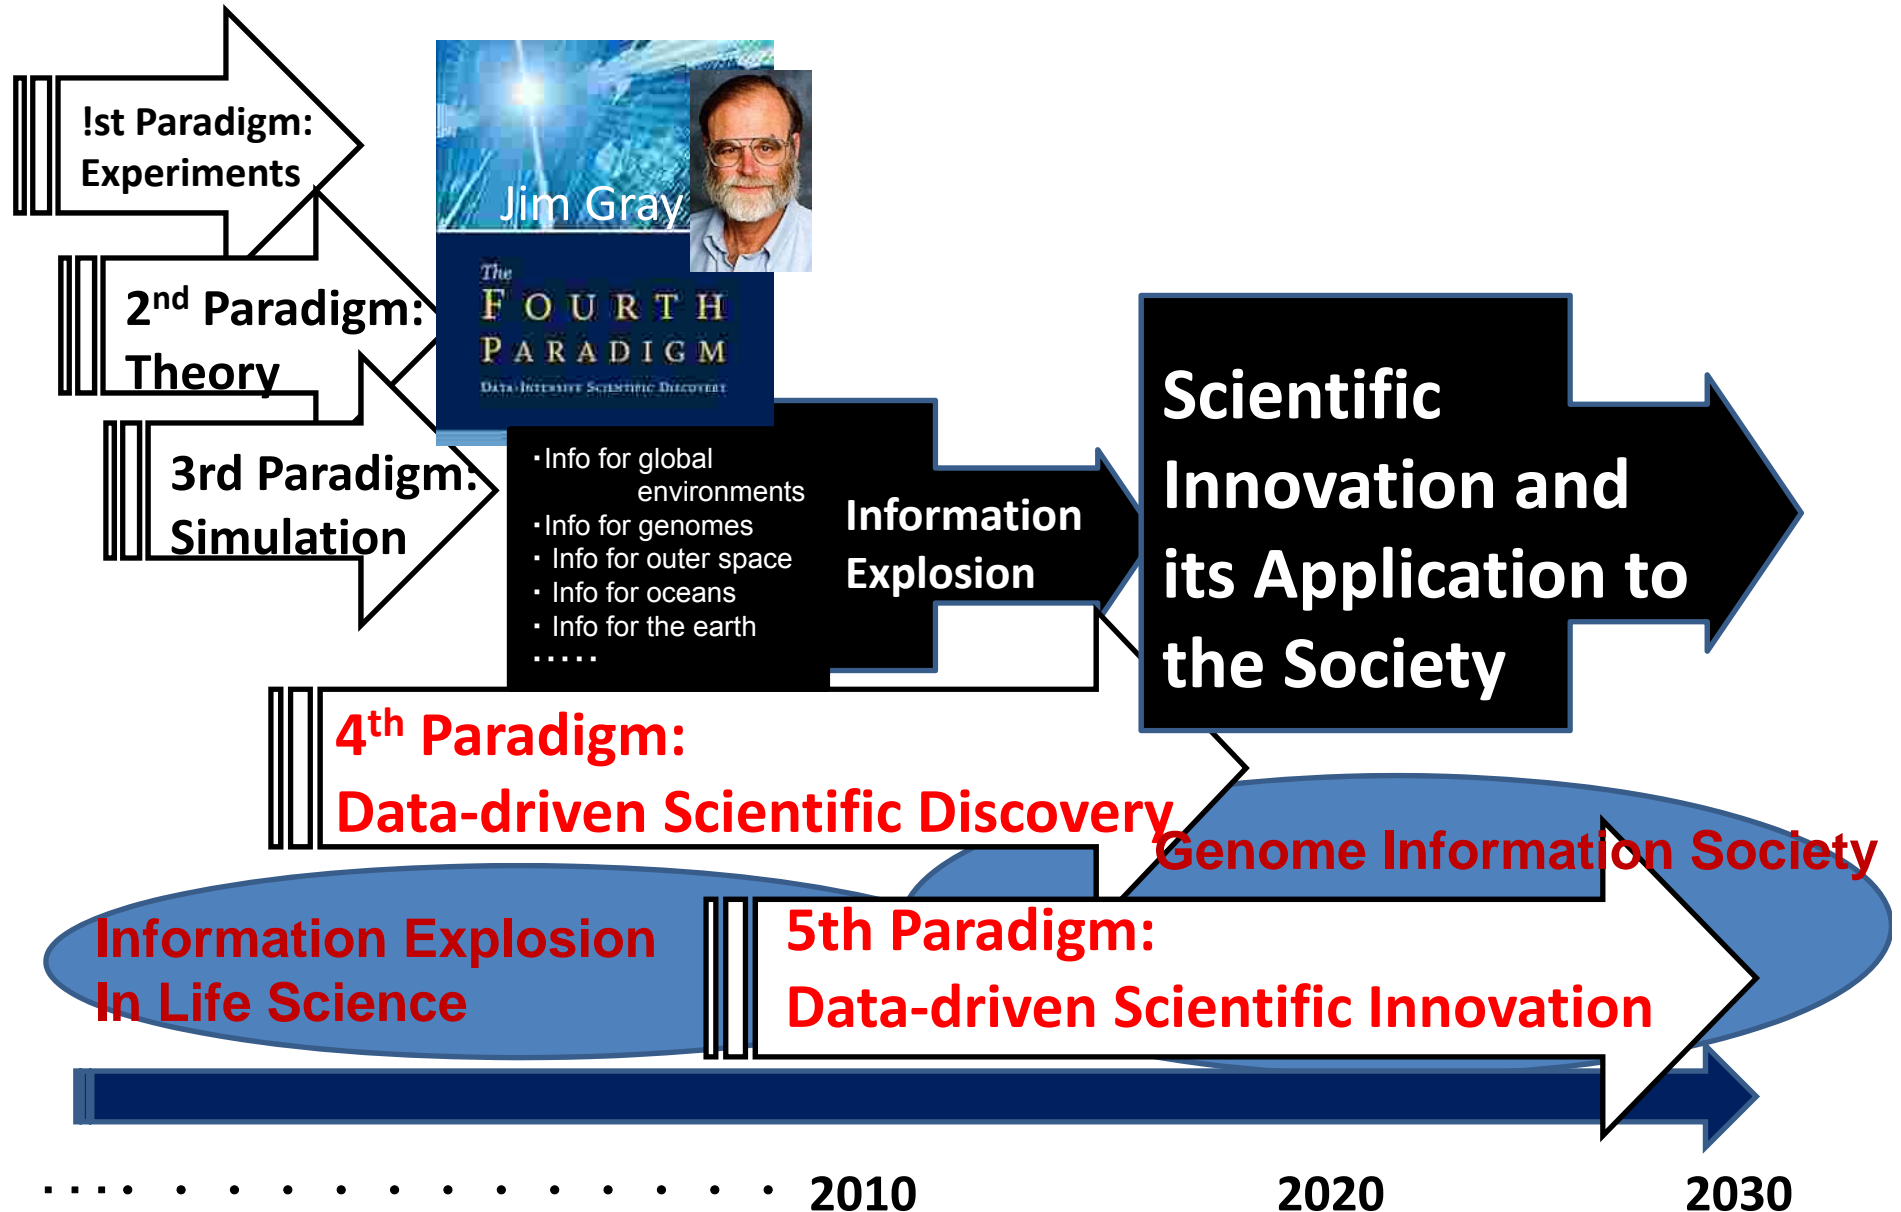 !st Paradigm:
Experiments
2nd Paradigm:
Theory
3rd Paradigm:
Simulation
Jim Gray
The
FOURTH
PARADIGM
DATA-INTENSIVE SCIENTIFIC DISCOVERY
・Info for global
environments
・Info for genomes
・ Info for outer space
・ Info for oceans
・ Info for the earth
・・・・・
Information
Explosion
Scientific
Innovation and
its Application to
the Society
4th Paradigm:
Data-driven Scientific Discovery
Genome Information Society
Information Explosion
In Life Science
5th Paradigm:
Data-driven Scientific Innovation
2010
2020
2030